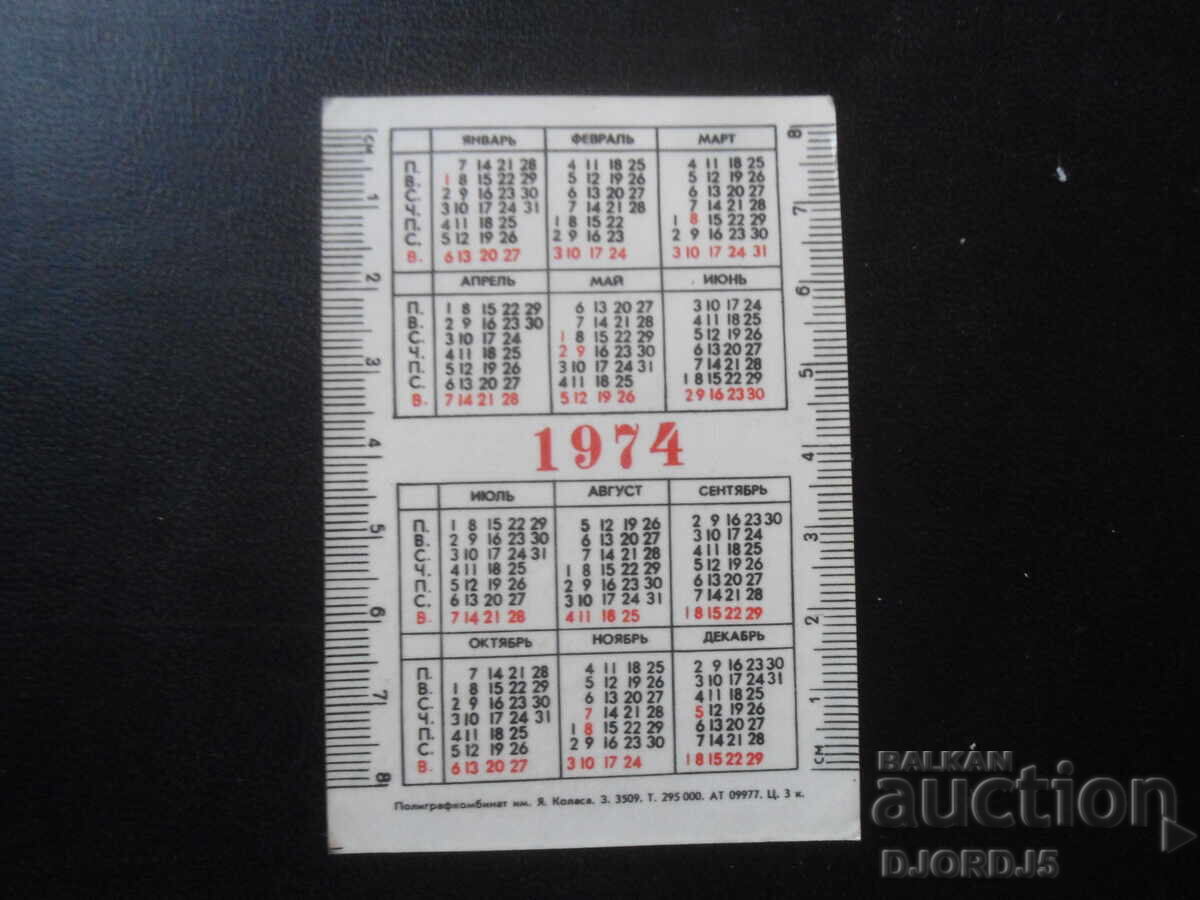 ЯНВАРЬ ФЕВРАЛЬ МАРТ
П. 7 14 21 28 4 11 18 25 4 11 18 25
В. 1 8 15 22 29 5 12 19 26 5 12 19 26
С. 2 9 16 23 30 6 13 20 27 6 13 20 27
Ч. 3 10 17 24 31 7 14 21 28 7 14 21 28
П. 4 11 18 25 1 8 15 22 1 8 15 22 29
С. 5 12 19 26 2 9 16 23 2 9 16 23 30
В. 6 13 20 27 3 10 17 24 3 10 17 24 31
АПРЕЛЬ МАЙ ИЮНЬ
П. 1 8 15 22 29 6 13 20 27 3 10 17 24
В. 2 9 16 23 30 7 14 21 28 4 11 18 25
С. 3 10 17 24 1 8 15 22 29 5 12 19 26
Ч. 4 11 18 25 2 9 16 23 30 6 13 20 27
П. 5 12 19 26 3 10 17 24 31 7 14 21 28
С. 6 13 20 27 4 11 18 25 1 8 15 22 29
В. 7 14 21 28 5 12 19 26 2 9 16 23 30
1974
ИЮЛЬ АВГУСТ СЕНТЯБРЬ
П. 1 8 15 22 29 5 12 19 26 2 9 16 23 30
В. 2 9 16 23 30 6 13 20 27 3 10 17 24
С. 3 10 17 24 31 7 14 21 28 4 11 18 25
Ч. 4 11 18 25 1 8 15 22 29 5 12 19 26
П. 5 12 19 26 2 9 16 23 30 6 13 20 27
С. 6 13 20 27 3 10 17 24 31 7 14 21 28
В. 7 14 21 28 4 11 18 25 1 8 15 22 29
ОКТЯБРЬ НОЯБРЬ ДЕКАБРЬ
П. 7 14 21 28 4 11 18 25 2 9 16 23 30
В. 1 8 15 22 29 5 12 19 26 3 10 17 24 31
С. 2 9 16 23 30 6 13 20 27 4 11 18 25
Ч. 3 10 17 24 31 7 14 21 28 5 12 19 26
П. 4 11 18 25 1 8 15 22 29 6 13 20 27
С. 5 12 19 26 2 9 16 23 30 7 14 21 28
В. 6 13 20 27 3 10 17 24 1 8 15 22 29
Полиграфкомбинат им. Я. Коласа. З. 3509. Т. 295 000. АТ 09977. Ц. 3 к.
см 1 2 3 4 5 6 7 8
см 1 2 3 4 5 6 7 8
BALKAN
auction
DJORDJ5